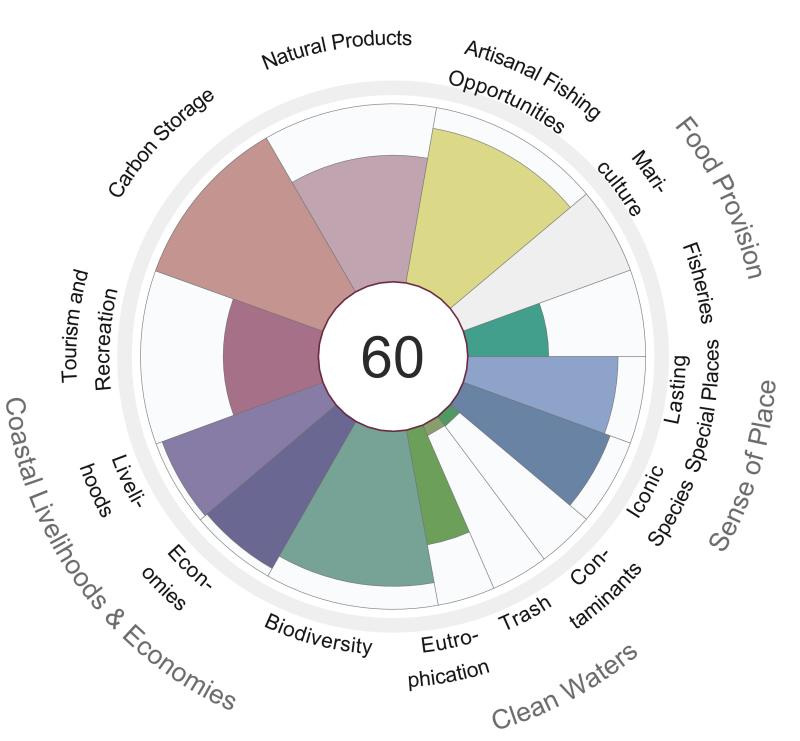 Natural Products
Artisanal Fishing
Opportunities
Mari-
culture
Food Provision
Fisheries
Lasting
Special Places
Iconic
Species
Sense of Place
Con-
taminants
Trash
Eutro-
phication
Clean Waters
Biodiversity
Econ-
omies
Liveli-
hoods
Coastal Livelihoods & Economies
Tourism and
Recreation
Carbon Storage
60